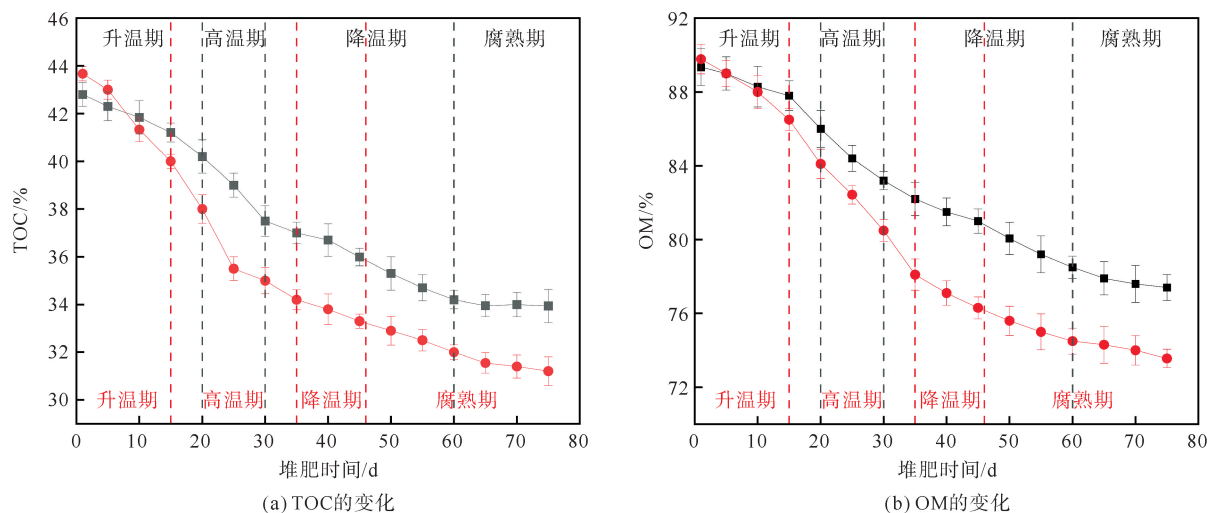 升温期 高温期 降温期 腐熟期
46
44
42
40
38
36
34
32
30
TOC/%
升温期 高温期 降温期 腐熟期
0 10 20 30 40 50 60 70 80
堆肥时间/d
(a) TOC的变化
升温期 高温期 降温期 腐熟期
92
88
84
80
76
72
OM/%
升温期 高温期 降温期 腐熟期
0 10 20 30 40 50 60 70 80
堆肥时间/d
(b) OM的变化